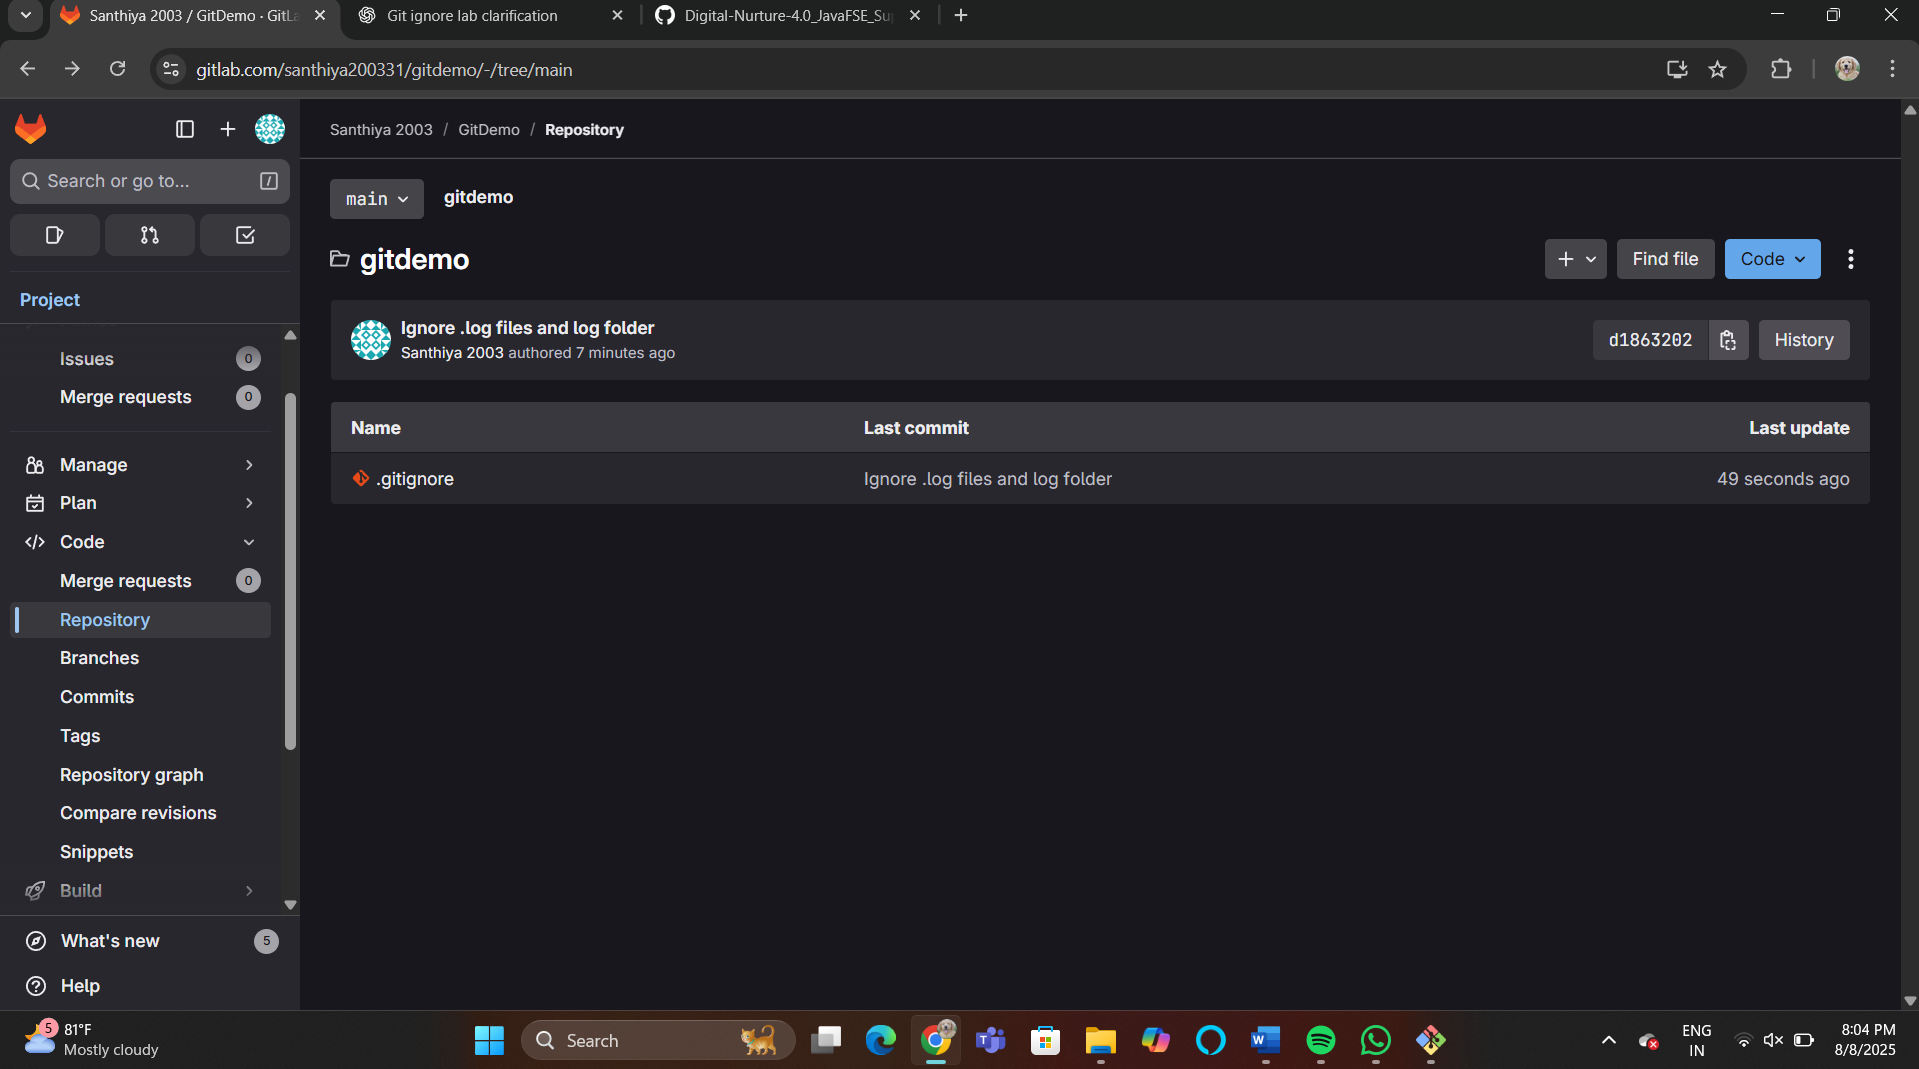 Santhiya 2003 / GitDemo · GitLa
Git ignore lab clarification
Digital-Nurture-4.0_JavaFSE_Su
gitlab.com/santhiya200331/gitdemo/-/tree/main
Santhiya 2003 / GitDemo / Repository
Search or go to... /
main
gitdemo
gitdemo
Find file
Code
Project
Ignore .log files and log folder
Santhiya 2003 authored 7 minutes ago
d1863202
History
Issues 0
Merge requests 0
Name Last commit Last update
.gitignore Ignore .log files and log folder 49 seconds ago
Manage
Plan
Code
Merge requests 0
Repository
Branches
Commits
Tags
Repository graph
Compare revisions
Snippets
Build
What's new 5
Help
5
81°F
Mostly cloudy
Search
ENG
IN
8:04 PM
8/8/2025